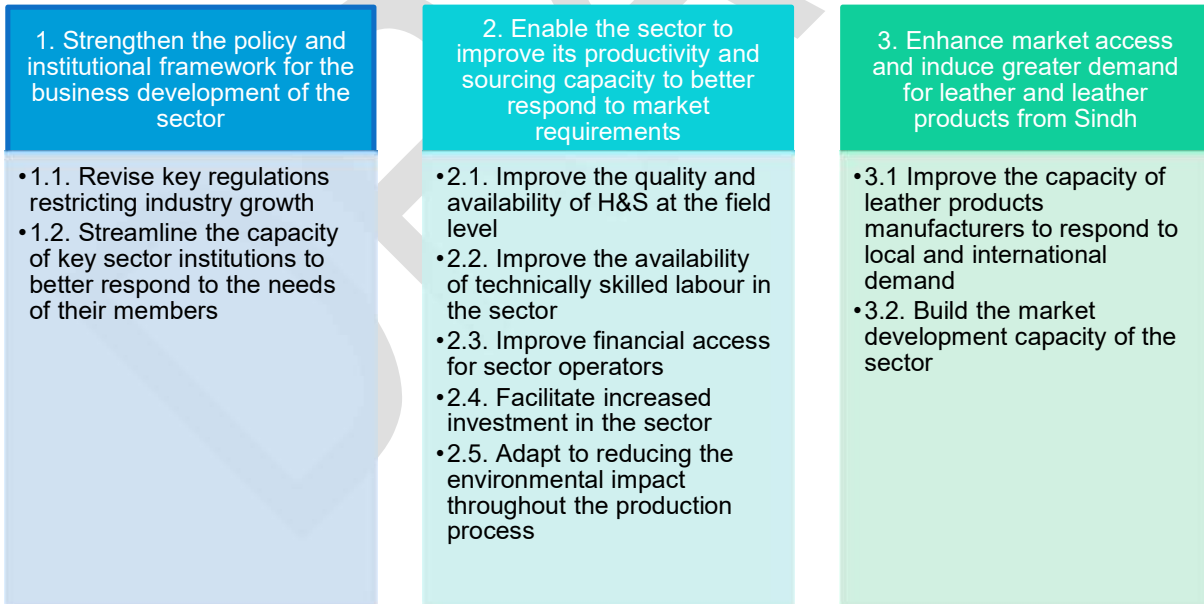 1. Strengthen the policy and
institutional framework for the
business development of the
sector
•1.1. Revise key regulations
restricting industry growth
•1.2. Streamline the capacity
of key sector institutions to
better respond to the needs
of their members
2. Enable the sector to
improve its productivity and
sourcing capacity to better
respond to market
requirements
•2.1. Improve the quality and
availability of H&S at the field
level
•2.2. Improve the availability
of technically skilled labour in
the sector
•2.3. Improve financial access
for sector operators
•2.4. Facilitate increased
investment in the sector
•2.5. Adapt to reducing the
environmental impact
throughout the production
process
3. Enhance market access
and induce greater demand
for leather and leather
products from Sindh
•3.1 Improve the capacity of
leather products
manufacturers to respond to
local and international
demand
•3.2. Build the market
development capacity of the
sector